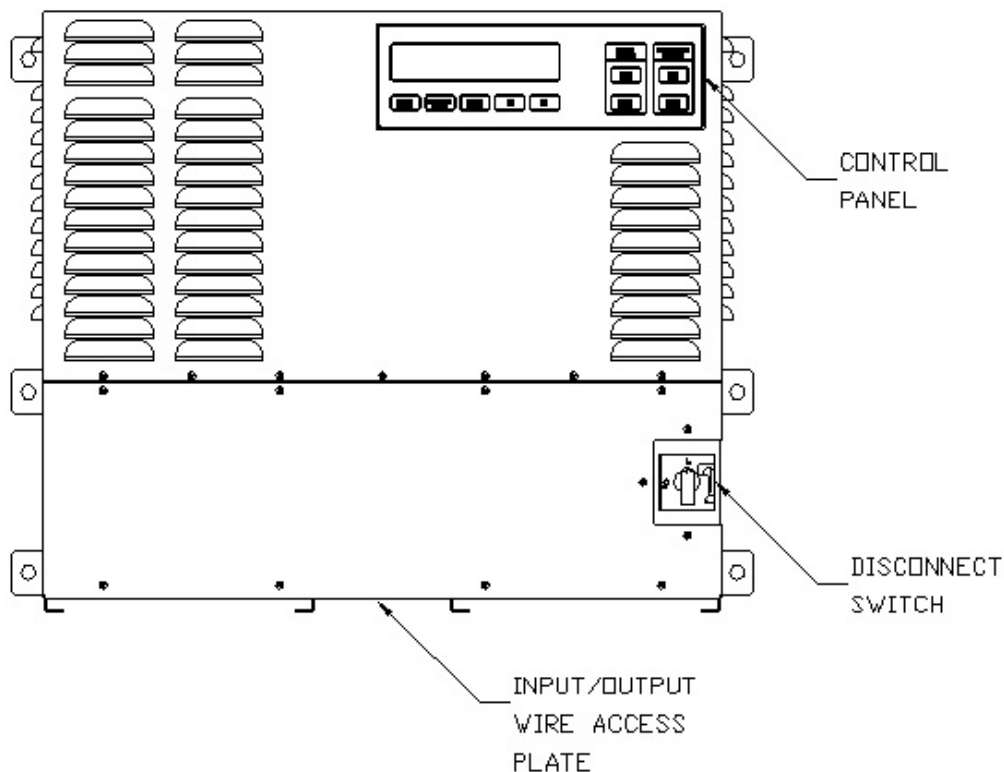 CONTROL
PANEL
DISCONNECT
SWITCH
INPUT/OUTPUT
WIRE ACCESS
PLATE